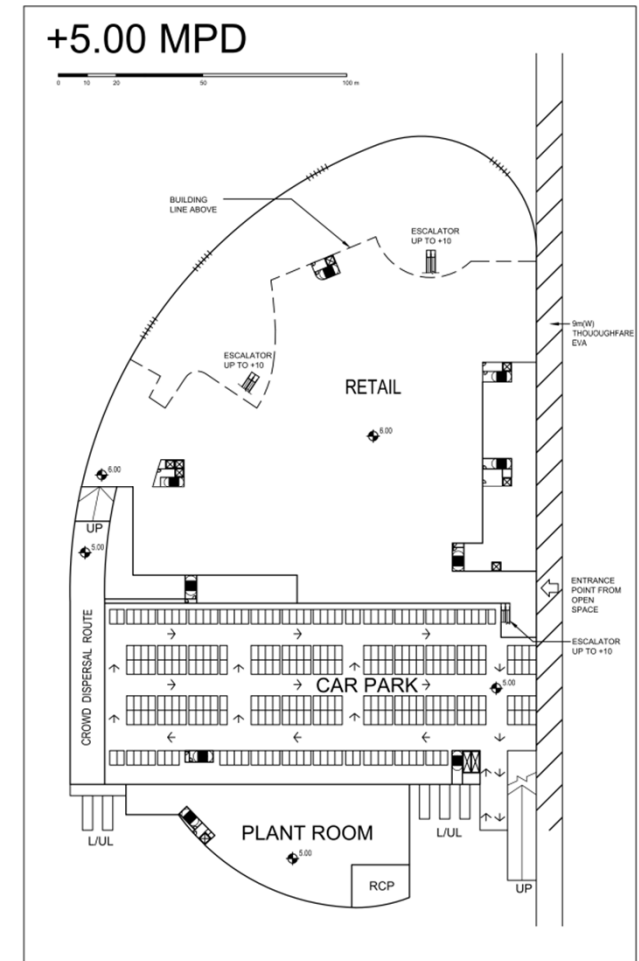 +5.00 MPD
0 10 20 50 100 m
BUILDING
LINE ABOVE
ESCALATOR
UP TO +10
9m(W)
THOUOUGHFARE
EVA
ESCALATOR
UP TO +10
RETAIL
6.00
6.00
UP
5.00
ENTRANCE
POINT FROM
OPEN
SPACE
ESCALATOR
UP TO +10
CROWD DISPERSAL ROUTE
CAR PARK
5.00
L/UL
PLANT ROOM
5.00
L/UL
RCP
UP